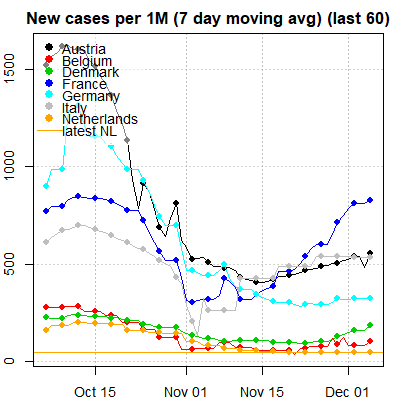 New cases per 1M (7 day moving avg) (last 60)
Austria
Belgium
Denmark
France
Germany
Italy
Netherlands
latest NL
1500
1000
500
0
Oct 15
Nov 01
Nov 15
Dec 01